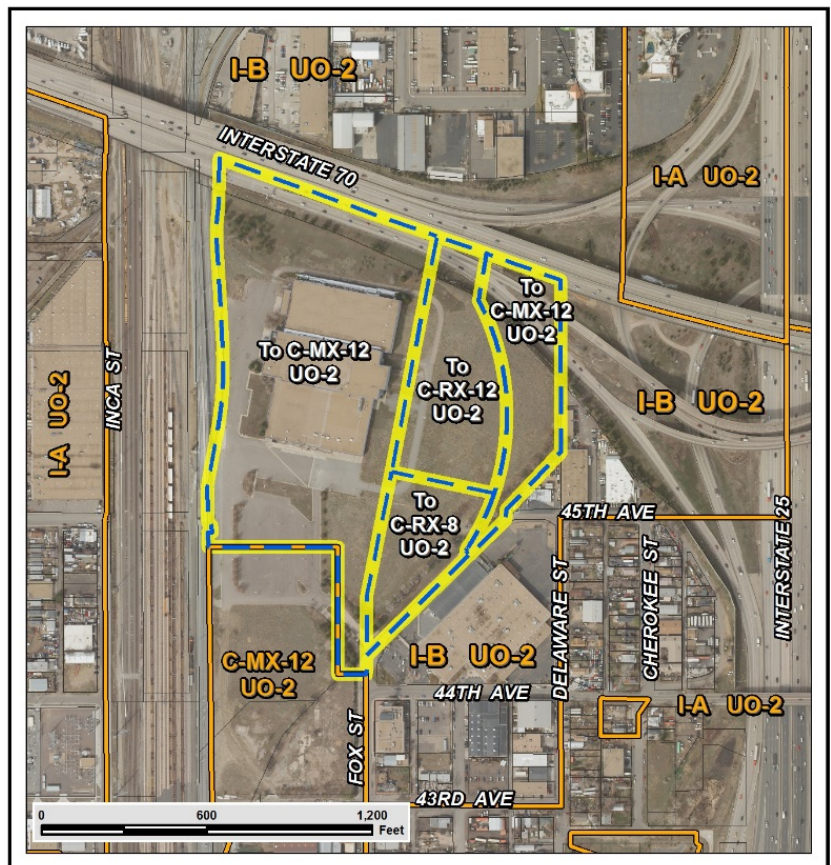 I-B UO-2
INTERSTATE 70
I-A UO-2
To
C-MX-12
UO-2
To C-MX-12
UO-2
To
C-RX-12
UO-2
I-B UO-2
I-A UO-2
INCA ST
To
C-RX-8
UO-2
45TH AVE
INTERSTATE 25
CHEROKEE ST
DELAWARE ST
C-MX-12
UO-2
I-B UO-2
44TH AVE
I-A UO-2
FOX ST
43RD AVE
0 600 1,200
Feet